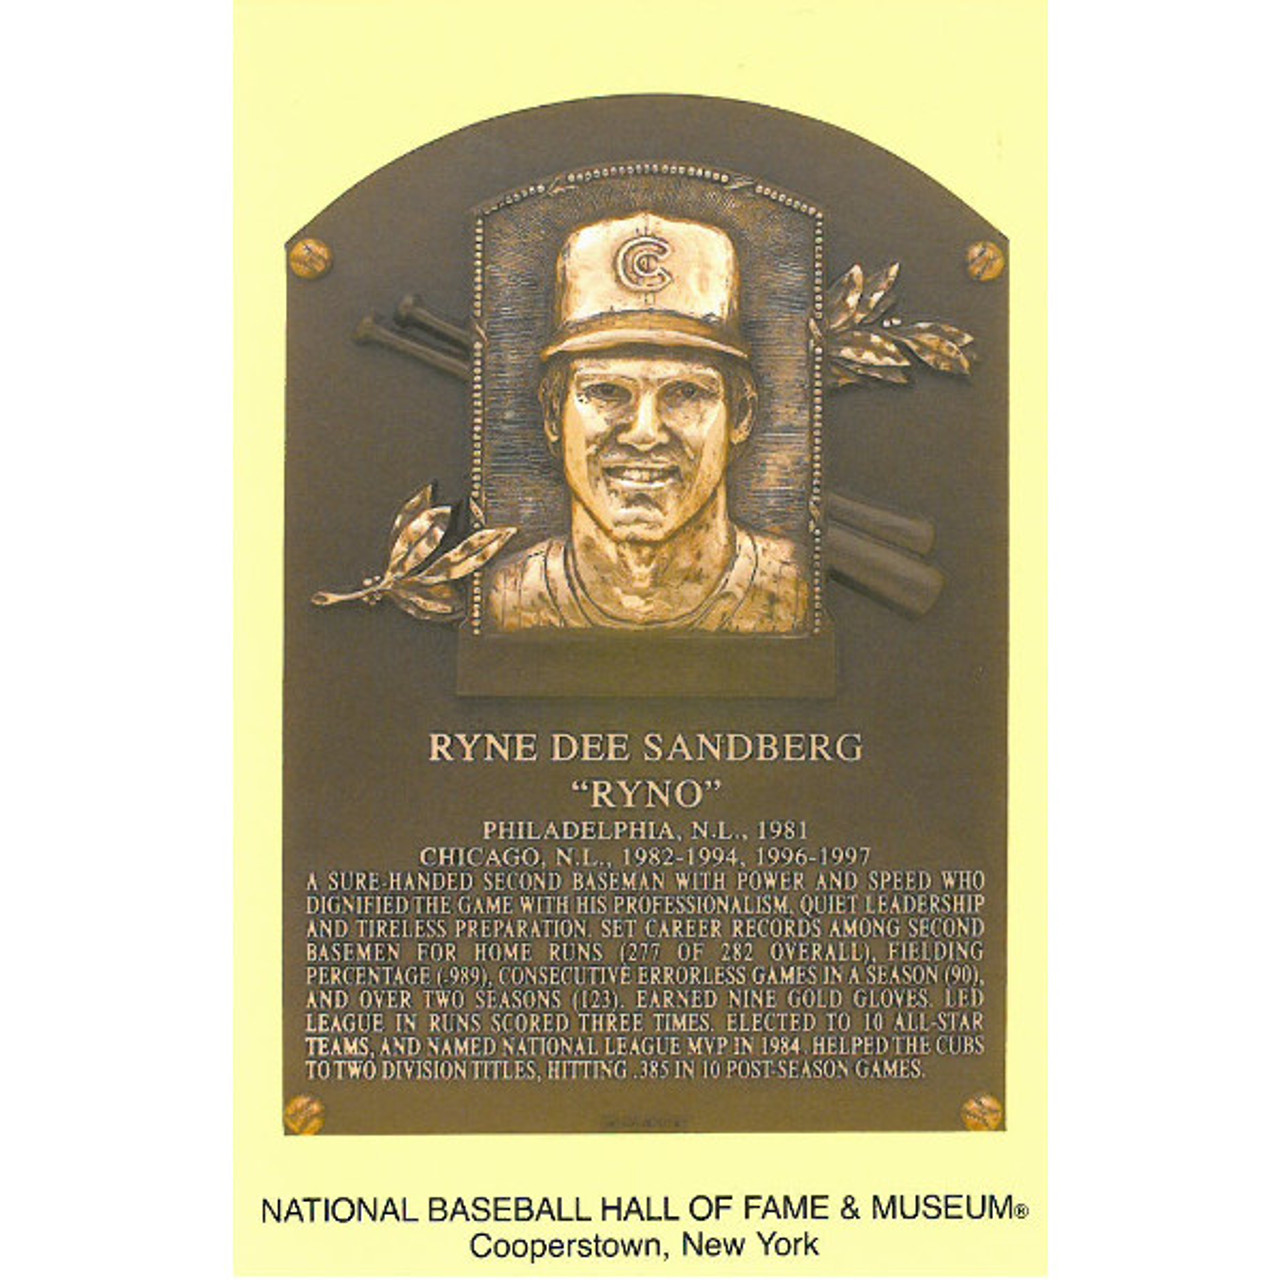 C
RYNE DEE SANDBERG
“RYNO”
PHILADELPHIA, N.L., 1981
CHICAGO, N.L., 1982-1994, 1996-1997
A SURE-HANDED SECOND BASEMAN WITH POWER AND SPEED WHO
DIGNIFIED THE GAME WITH HIS PROFESSIONALISM, QUIET LEADERSHIP
AND TIRELESS PREPARATION. SET CAREER RECORDS AMONG SECOND
BASEMEN FOR HOME RUNS (277 OF 282 OVERALL), FIELDING
PERCENTAGE (.989), CONSECUTIVE ERRORLESS GAMES IN A SEASON (90),
AND OVER TWO SEASONS (123). EARNED NINE GOLD GLOVES. LED
LEAGUE IN RUNS SCORED THREE TIMES. ELECTED TO 10 ALL-STAR
TEAMS, AND NAMED NATIONAL LEAGUE MVP IN 1984. HELPED THE CUBS
TO TWO DIVISION TITLES, HITTING .385 IN 10 POST-SEASON GAMES.
NATIONAL BASEBALL HALL OF FAME & MUSEUM®
Cooperstown, New York